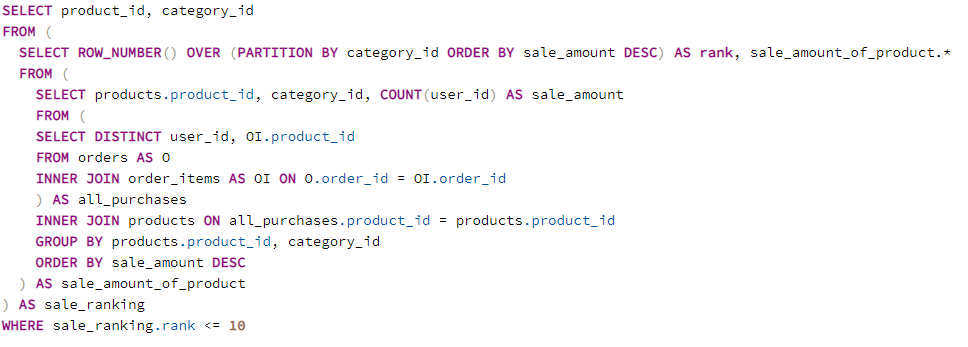 SELECT product_id, category_id
FROM (
  SELECT ROW_NUMBER() OVER (PARTITION BY category_id ORDER BY sale_amount DESC) AS rank, sale_amount_of_product.*
  FROM (
    SELECT products.product_id, category_id, COUNT(user_id) AS sale_amount
    FROM (
    SELECT DISTINCT user_id, OI.product_id
    FROM orders AS O
    INNER JOIN order_items AS OI ON O.order_id = OI.order_id
    ) AS all_purchases
    INNER JOIN products ON all_purchases.product_id = products.product_id
    GROUP BY products.product_id, category_id
    ORDER BY sale_amount DESC
  ) AS sale_amount_of_product
) AS sale_ranking
WHERE sale_ranking.rank <= 10